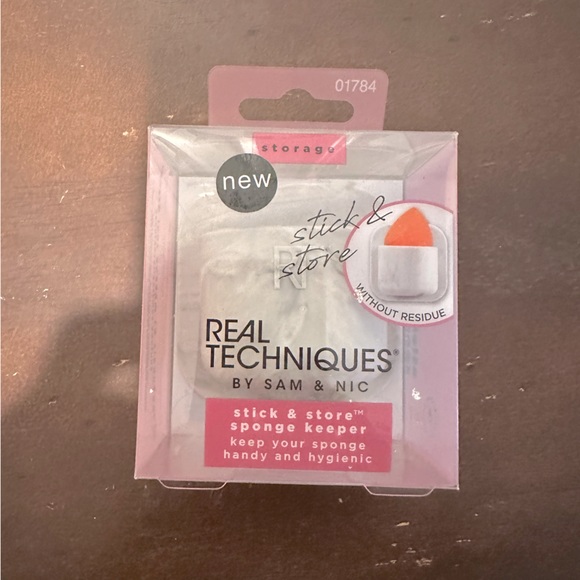 01784
storage
new
stick &
store
R
WITHOUT RESIDUE
REAL
TECHNIQUES®
BY SAM & NIC
stick & store™
sponge keeper
keep your sponge
handy and hygienic